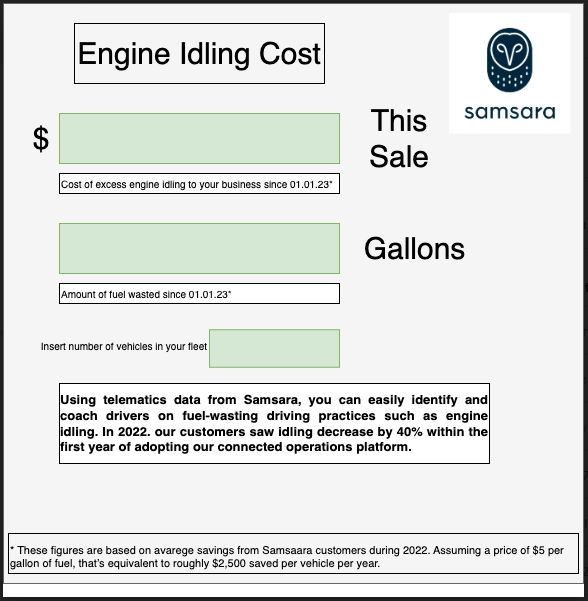 Engine Idling Cost
samsara
$
This
Sale
Cost of excess engine idling to your business since 01.01.23*
Gallons
Amount of fuel wasted since 01.01.23*
Insert number of vehicles in your fleet
Using telematics data from Samsara, you can easily identify and
coach drivers on fuel-wasting driving practices such as engine
idling. In 2022. our customers saw idling decrease by 40% within the
first year of adopting our connected operations platform.
* These figures are based on avarege savings from Samsaara customers during 2022. Assuming a price of $5 per
gallon of fuel, that's equivalent to roughly $2,500 saved per vehicle per year.